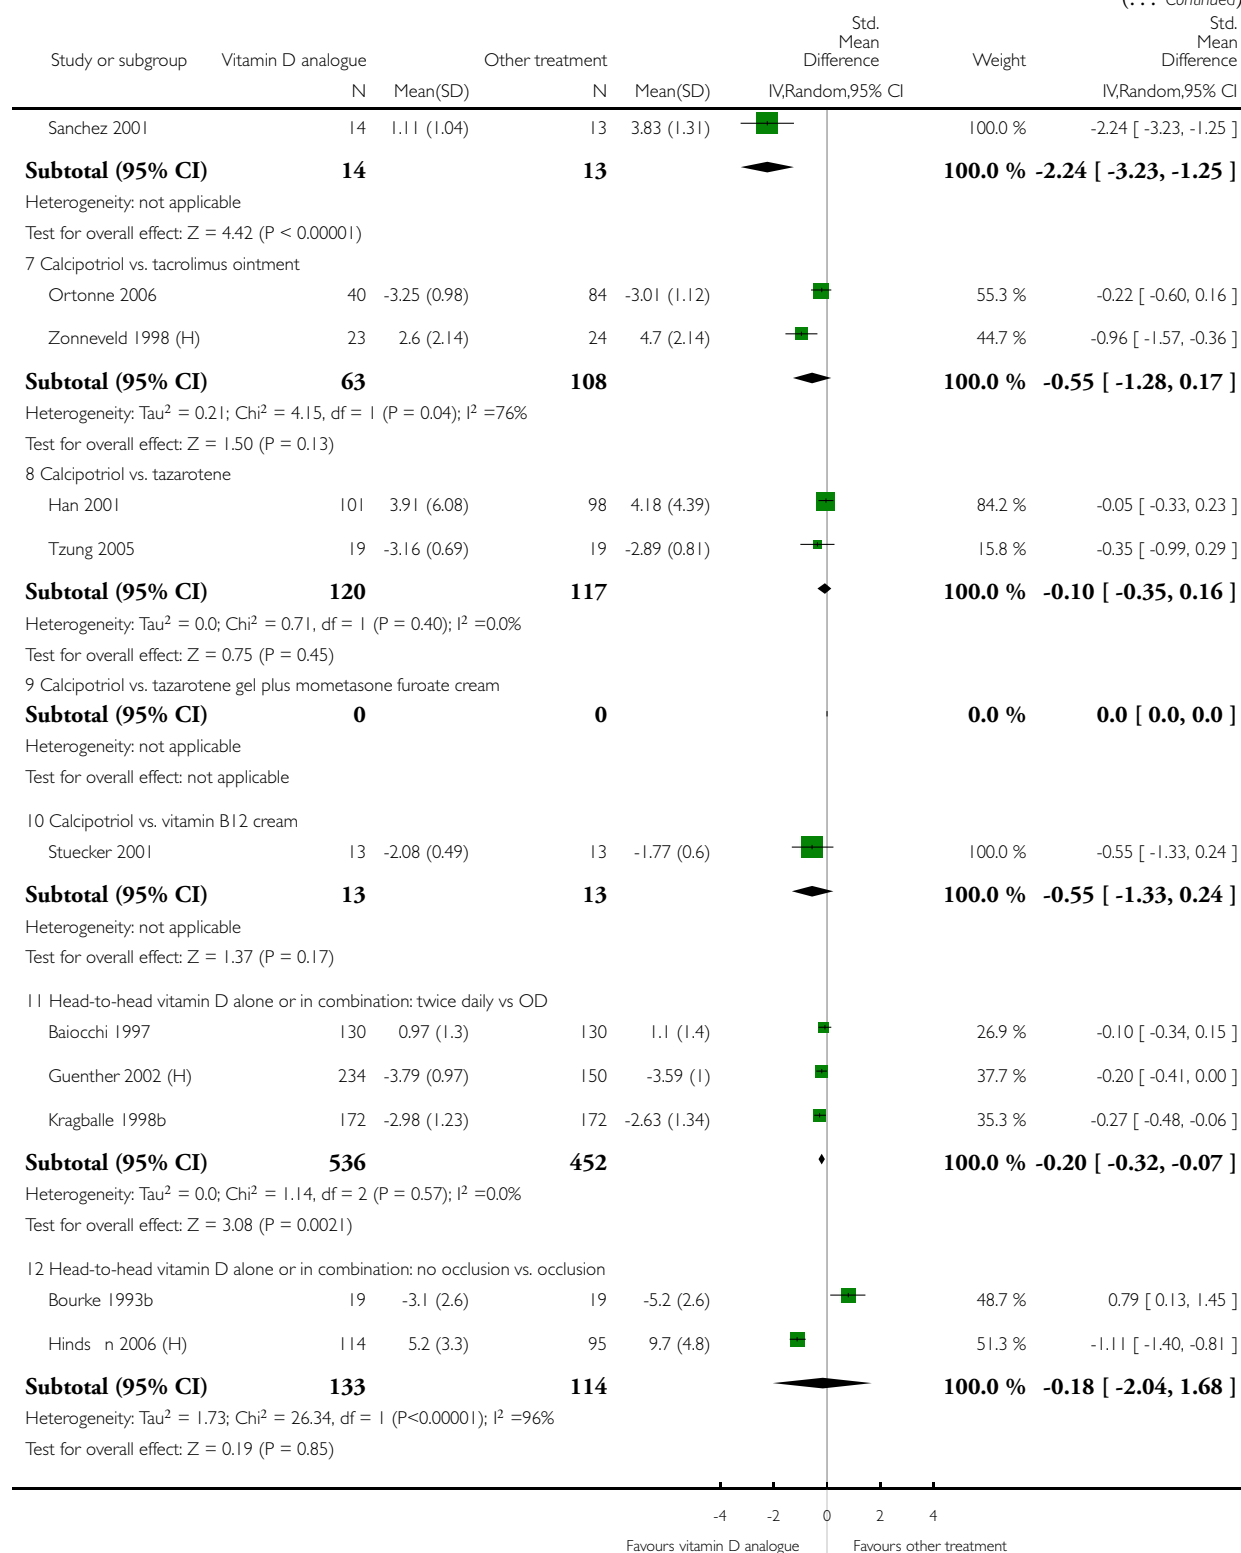 (. . . Continued)
Std. Mean Difference Std. Mean Difference
Study or subgroup Vitamin D analogue Other treatment Weight
N Mean(SD) N Mean(SD) IV,Random,95% CI IV,Random,95% CI
Sanchez 2001 14 1.11 (1.04) 13 3.83 (1.31) 100.0 % -2.24 [ -3.23, -1.25 ]
Subtotal (95% CI) 14 13 100.0 % -2.24 [ -3.23, -1.25 ]
Heterogeneity: not applicable
Test for overall effect: Z = 4.42 (P < 0.00001)
7 Calcipotriol vs. tacrolimus ointment
Ortonne 2006 40 -3.25 (0.98) 84 -3.01 (1.12) 55.3 % -0.22 [ -0.60, 0.16 ]
Zonneveld 1998 (H) 23 2.6 (2.14) 24 4.7 (2.14) 44.7 % -0.96 [ -1.57, -0.36 ]
Subtotal (95% CI) 63 108 100.0 % -0.55 [ -1.28, 0.17 ]
Heterogeneity: Tau² = 0.21; Chi² = 4.15, df = 1 (P = 0.04); I² =76%
Test for overall effect: Z = 1.50 (P = 0.13)
8 Calcipotriol vs. tazarotene
Han 2001 101 3.91 (6.08) 98 4.18 (4.39) 84.2 % -0.05 [ -0.33, 0.23 ]
Tzung 2005 19 -3.16 (0.69) 19 -2.89 (0.81) 15.8 % -0.35 [ -0.99, 0.29 ]
Subtotal (95% CI) 120 117 100.0 % -0.10 [ -0.35, 0.16 ]
Heterogeneity: Tau² = 0.0; Chi² = 0.71, df = 1 (P = 0.40); I² =0.0%
Test for overall effect: Z = 0.75 (P = 0.45)
9 Calcipotriol vs. tazarotene gel plus mometasone furoate cream
Subtotal (95% CI) 0 0 0.0 % 0.0 [ 0.0, 0.0 ]
Heterogeneity: not applicable
Test for overall effect: not applicable
10 Calcipotriol vs. vitamin B12 cream
Stuecker 2001 13 -2.08 (0.49) 13 -1.77 (0.6) 100.0 % -0.55 [ -1.33, 0.24 ]
Subtotal (95% CI) 13 13 100.0 % -0.55 [ -1.33, 0.24 ]
Heterogeneity: not applicable
Test for overall effect: Z = 1.37 (P = 0.17)
11 Head-to-head vitamin D alone or in combination: twice daily vs OD
Baiocchi 1997 130 0.97 (1.3) 130 1.1 (1.4) 26.9 % -0.10 [ -0.34, 0.15 ]
Guenther 2002 (H) 234 -3.79 (0.97) 150 -3.59 (1) 37.7 % -0.20 [ -0.41, 0.00 ]
Kragballe 1998b 172 -2.98 (1.23) 172 -2.63 (1.34) 35.3 % -0.27 [ -0.48, -0.06 ]
Subtotal (95% CI) 536 452 100.0 % -0.20 [ -0.32, -0.07 ]
Heterogeneity: Tau² = 0.0; Chi² = 1.14, df = 2 (P = 0.57); I² =0.0%
Test for overall effect: Z = 3.08 (P = 0.0021)
12 Head-to-head vitamin D alone or in combination: no occlusion vs. occlusion
Bourke 1993b 19 -3.1 (2.6) 19 -5.2 (2.6) 48.7 % 0.79 [ 0.13, 1.45 ]
Hinds n 2006 (H) 114 5.2 (3.3) 95 9.7 (4.8) 51.3 % -1.11 [ -1.40, -0.81 ]
Subtotal (95% CI) 133 114 100.0 % -0.18 [ -2.04, 1.68 ]
Heterogeneity: Tau² = 1.73; Chi² = 26.34, df = 1 (P<0.00001); I² =96%
Test for overall effect: Z = 0.19 (P = 0.85)
-4 -2 0 2 4
Favours vitamin D analogue Favours other treatment